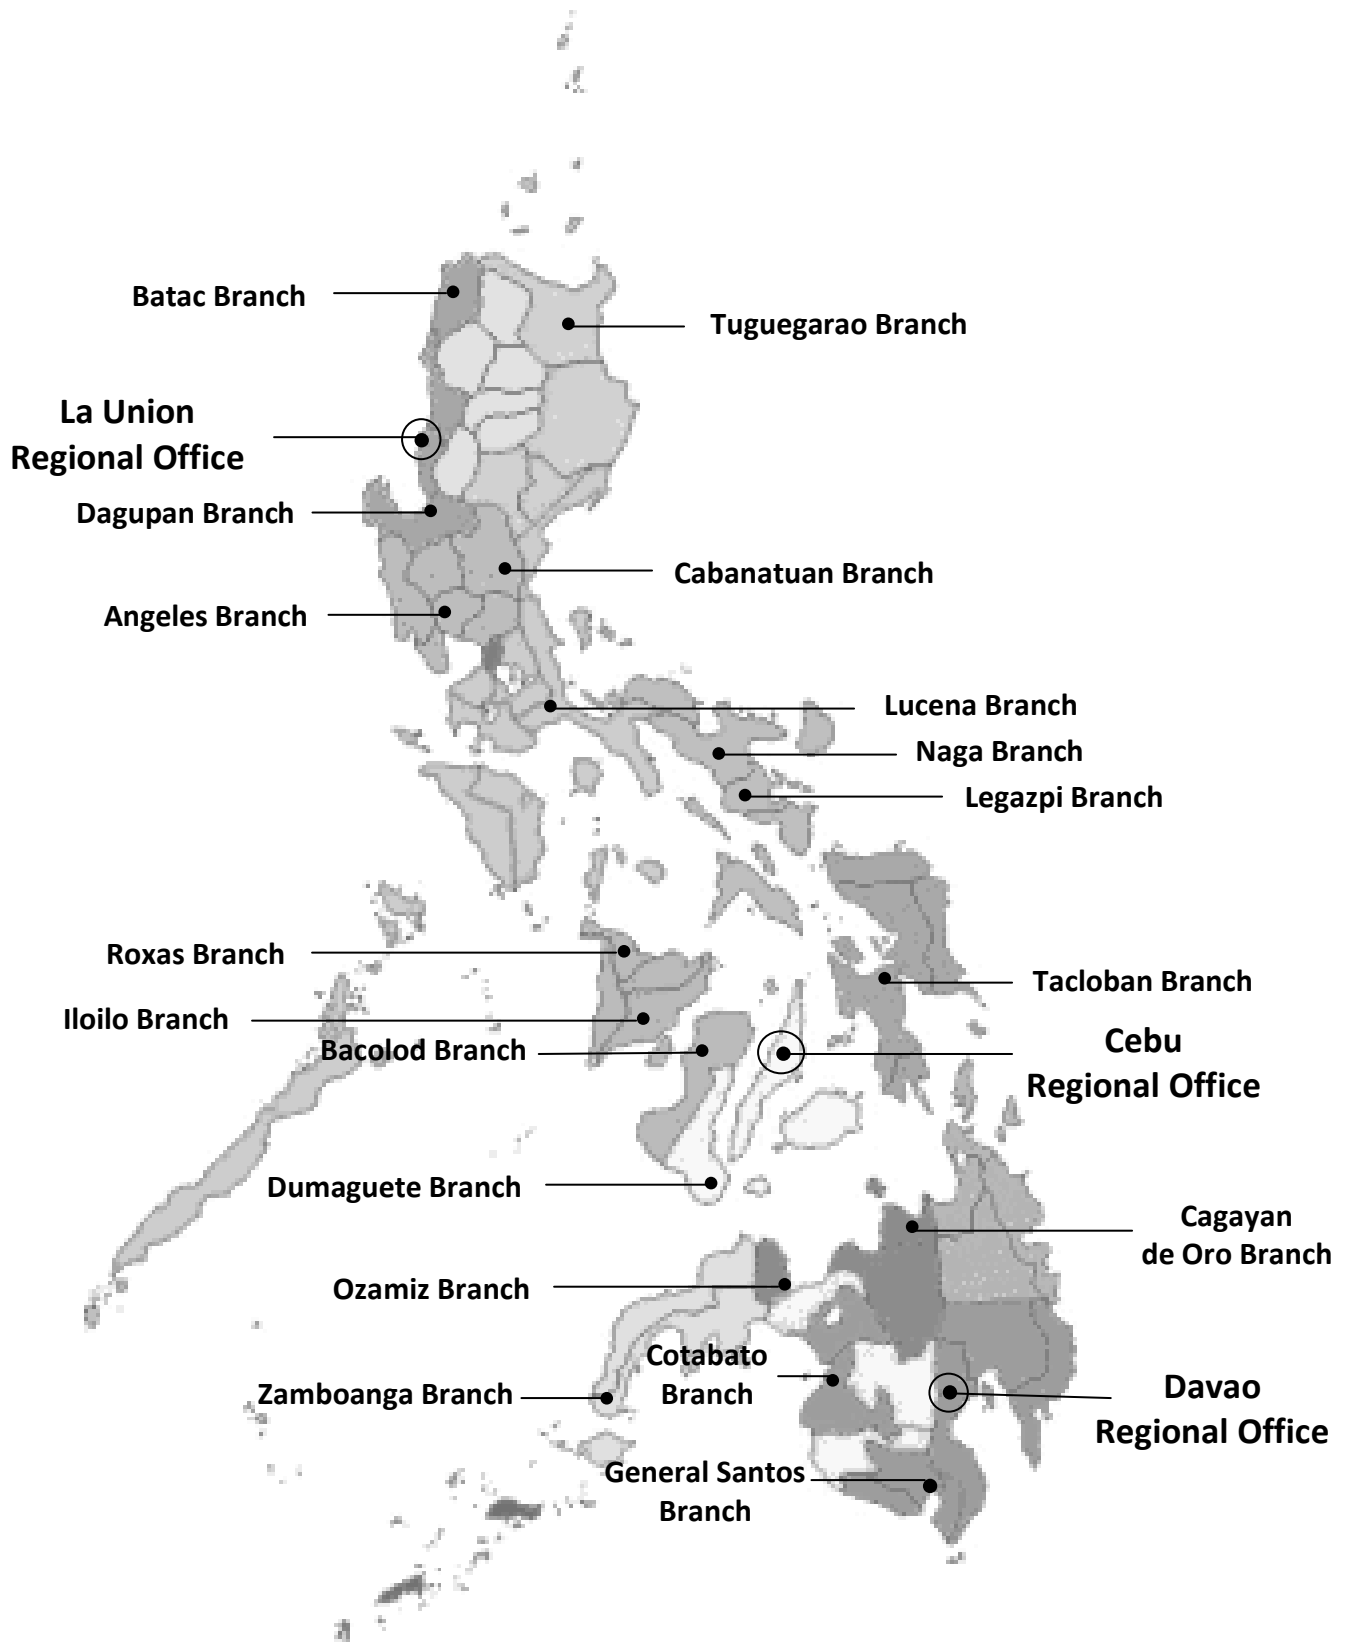 Batac Branch
Tuguegarao Branch
La Union
Regional Office
Dagupan Branch
Cabanatuan Branch
Angeles Branch
Lucena Branch
Naga Branch
Legazpi Branch
Roxas Branch
Tacloban Branch
Iloilo Branch
Bacolod Branch
Cebu
Regional Office
Dumaguete Branch
Cagayan
de Oro Branch
Ozamiz Branch
Cotabato
Branch
Zamboanga Branch
Davao
Regional Office
General Santos
Branch